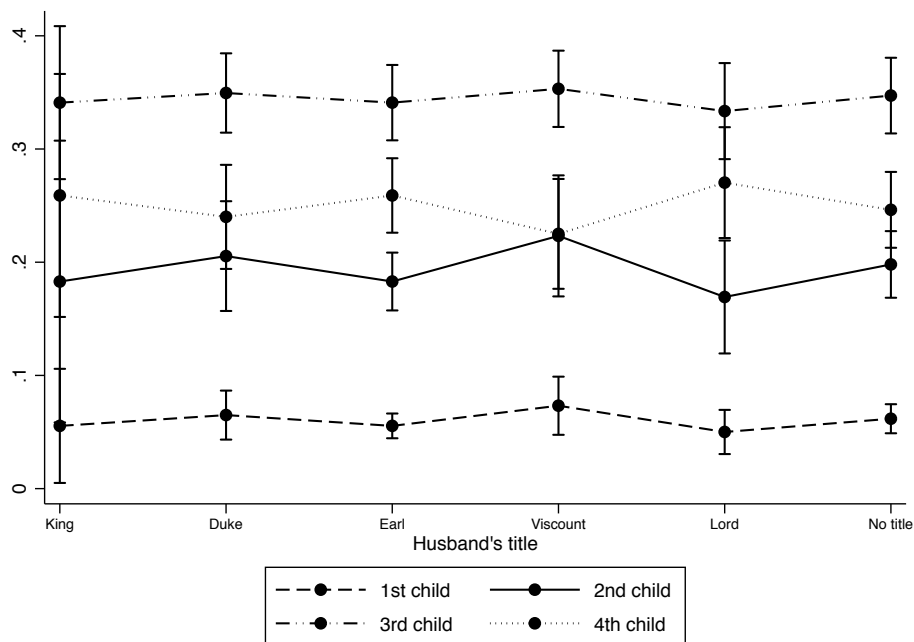 .4
.3
.2
.1
0
King Duke Earl Viscount Lord No title
Husband's title
1st child 2nd child
3rd child 4th child